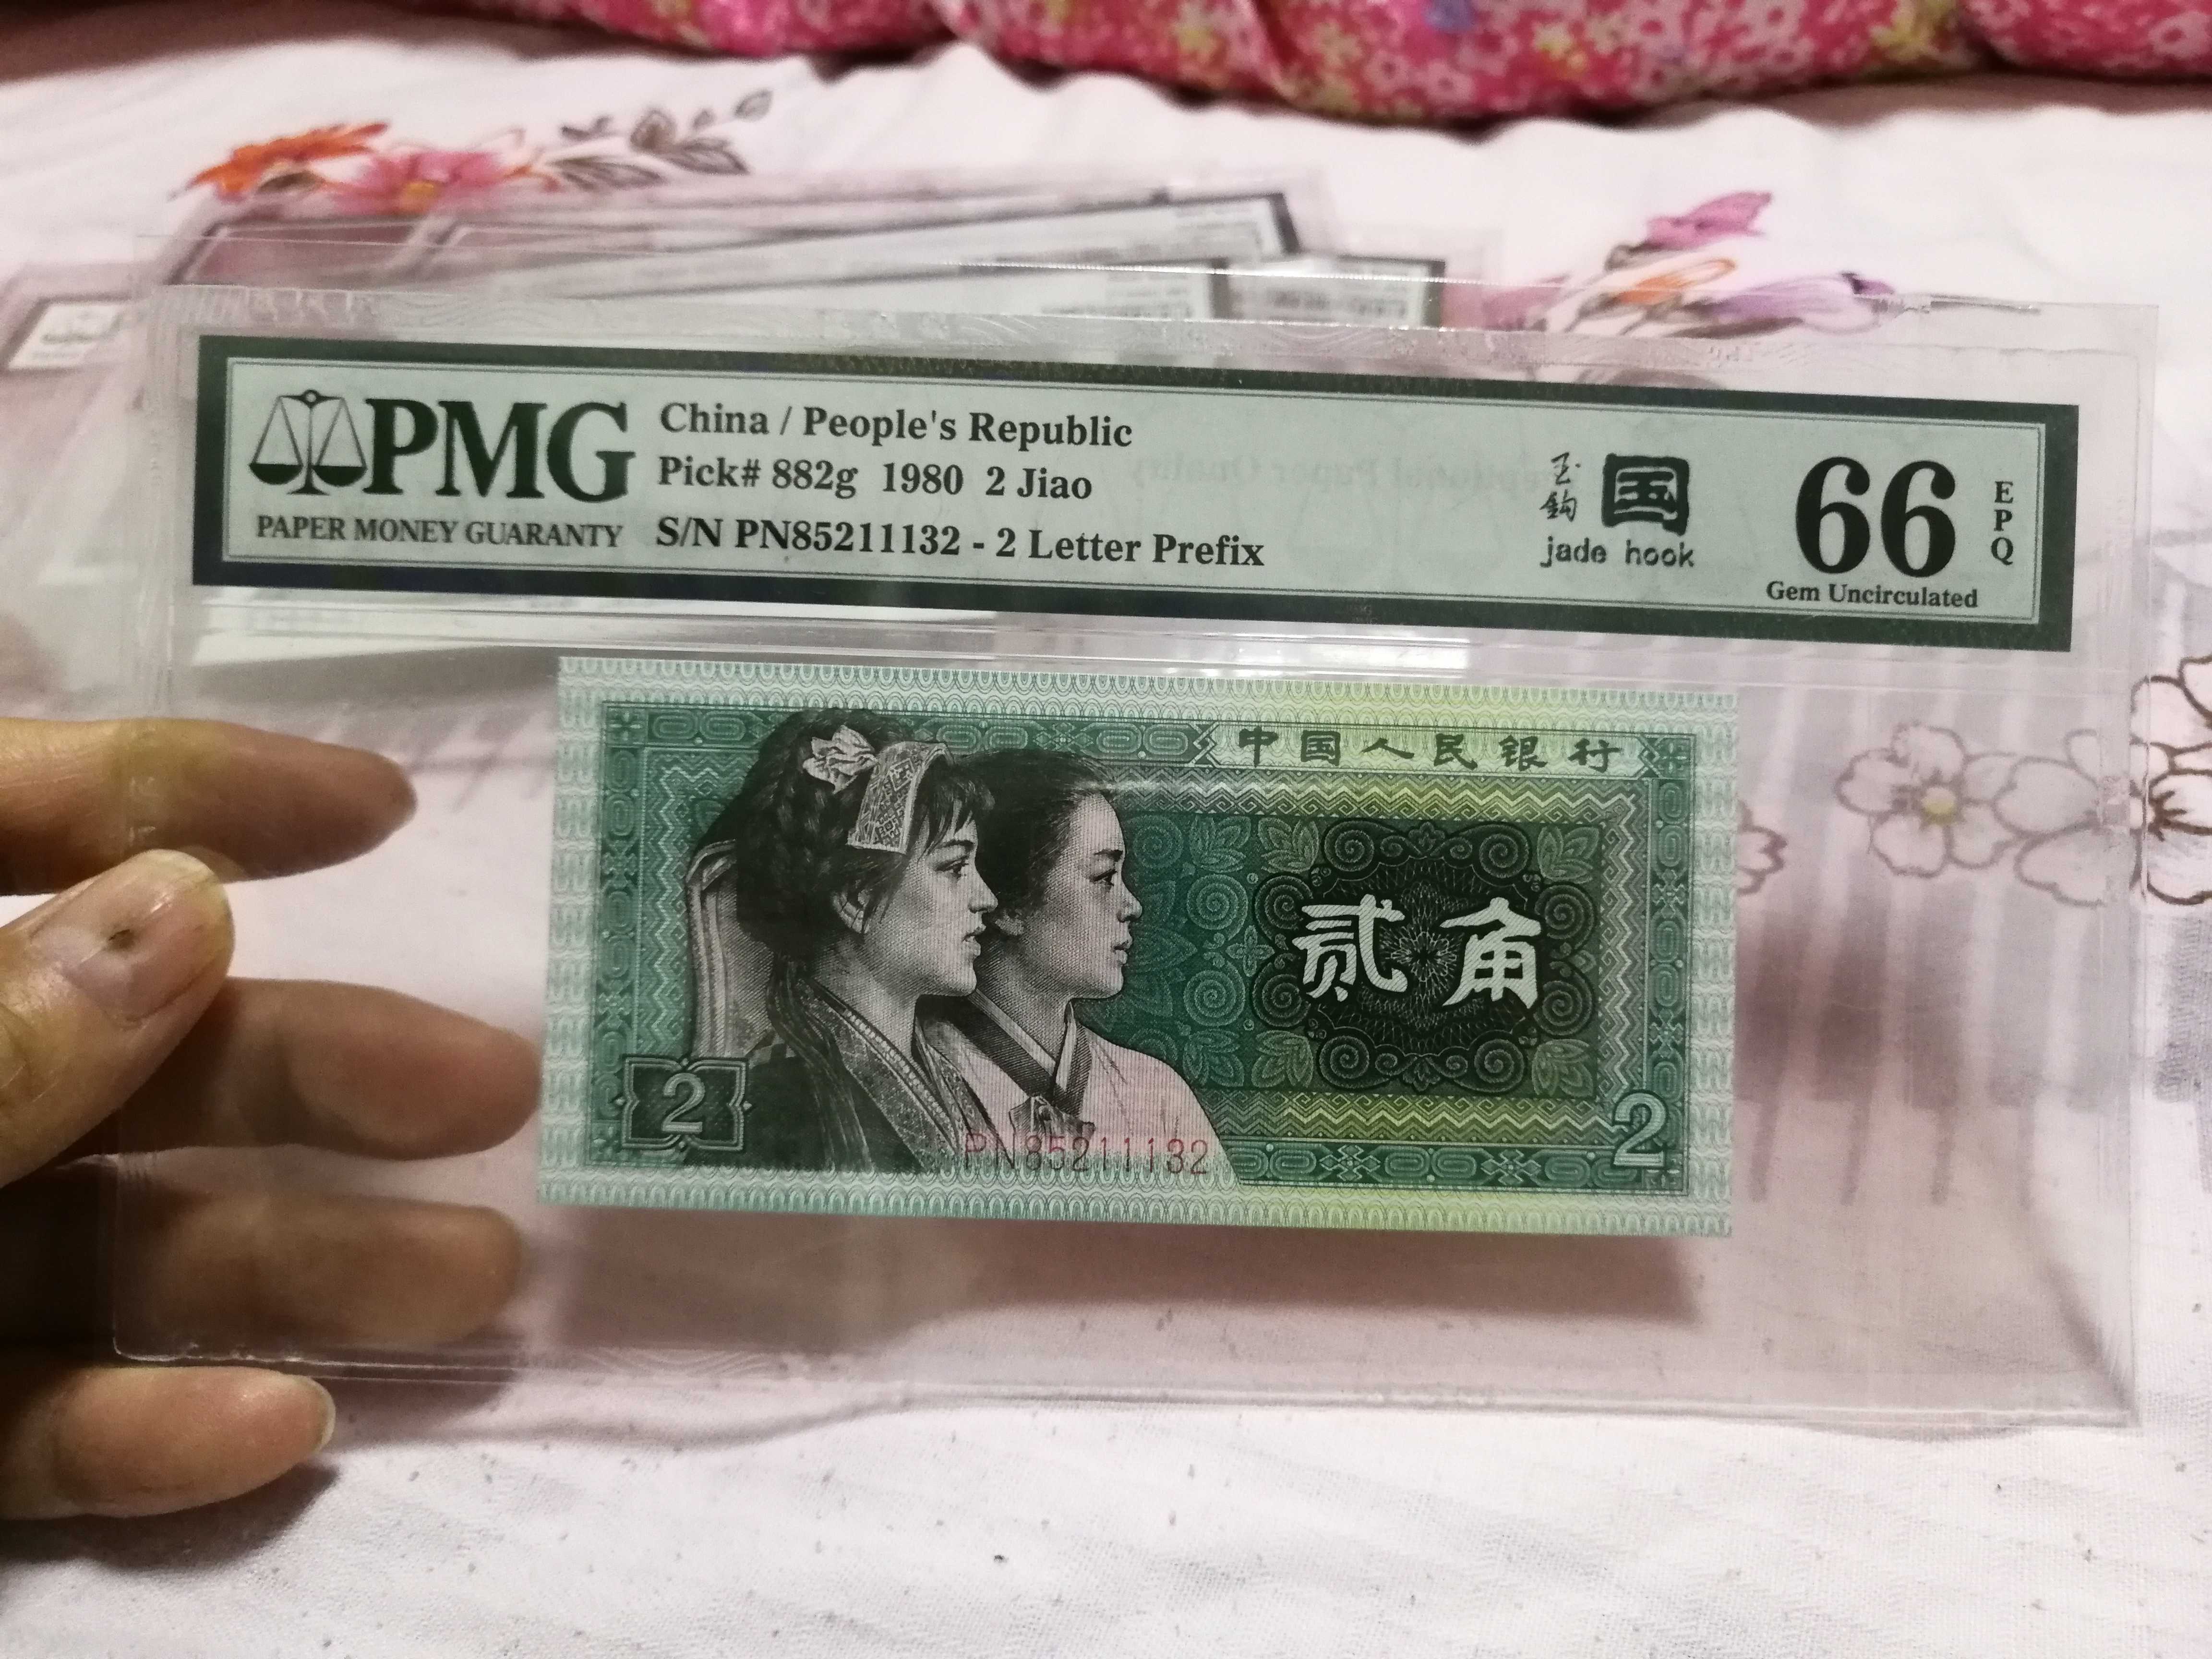 PMG
PAPER MONEY GUARANTY
China / People's Republic
Pick# 882g 1980 2 Jiao
S/N PN85211132 - 2 Letter Prefix
玉鈎
国
jade hook
66
EPQ
Gem Uncirculated
中国人民银行
贰角
2
2
PN85211132